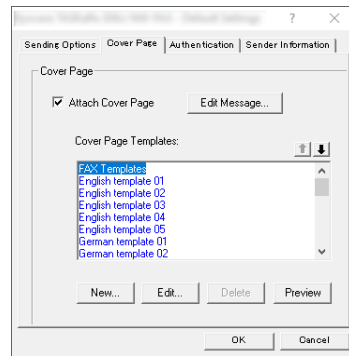 Sending Options Cover Page Authentication Sender Information
Cover Page
Attach Cover Page Edit Message...
Cover Page Templates:
FAX Templates
English template 01
English template 02
English template 03
English template 04
English template 05
German template 01
German template 02
New... Edit... Delete Preview
OK Cancel